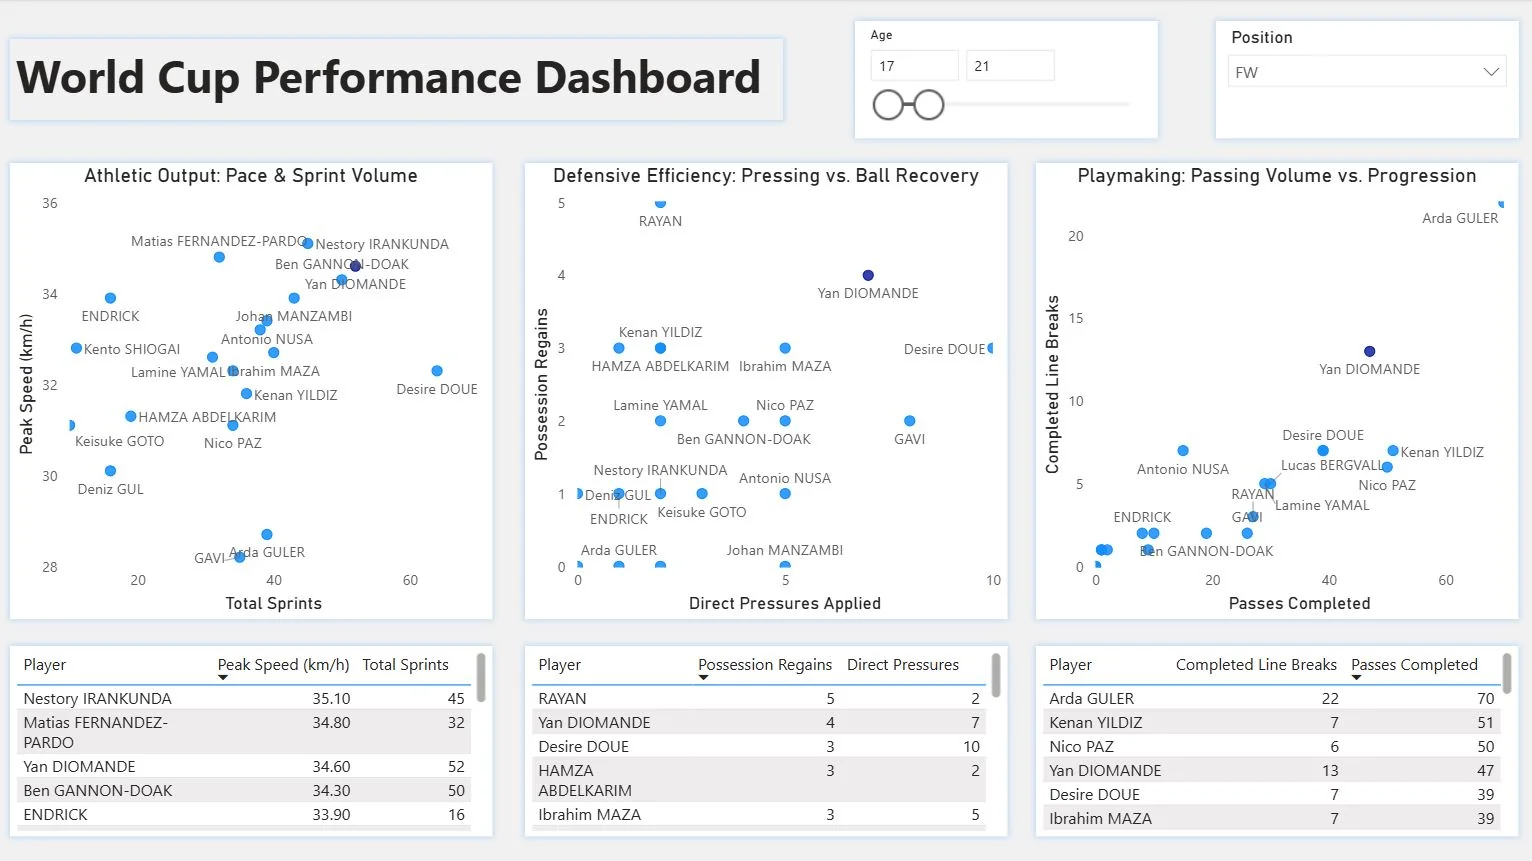 World Cup Performance Dashboard
Age
17
21
Position
FW
Athletic Output: Pace & Sprint Volume
36
34
32
30
28
Peak Speed (km/h)
Matias FERNANDEZ-PARDO
Nestory IRANKUNDA
Ben GANNON-DOAK
Yan DIOMANDE
ENDRICK
Johan MANZAMBI
Antonio NUSA
Kento SHIOGAI
Lamine YAMAL
Ibrahim MAZA
Desire DOUE
Kenan YILDIZ
HAMZA ABDELKARIM
Keisuke GOTO
Nico PAZ
Deniz GUL
GAVI
Arda GULER
20
40
60
Total Sprints
Defensive Efficiency: Pressing vs. Ball Recovery
5
4
3
2
1
0
Possession Regains
RAYAN
Yan DIOMANDE
Kenan YILDIZ
Desire DOUE
HAMZA ABDELKARIM
Ibrahim MAZA
Lamine YAMAL
Nico PAZ
Ben GANNON-DOAK
GAVI
Nestory IRANKUNDA
Antonio NUSA
Deniz GUL
Keisuke GOTO
ENDRICK
Arda GULER
Johan MANZAMBI
0
5
10
Direct Pressures Applied
Playmaking: Passing Volume vs. Progression
20
15
10
5
0
Completed Line Breaks
Arda GULER
Yan DIOMANDE
Desire DOUE
Kenan YILDIZ
Antonio NUSA
Lucas BERGVALL
Nico PAZ
RAYAN
Lamine YAMAL
ENDRICK
GAVI
Ben GANNON-DOAK
0
20
40
60
Passes Completed
Player Peak Speed (km/h) Total Sprints
Nestory IRANKUNDA 35.10 45
Matias FERNANDEZ- 34.80 32
PARDO
Yan DIOMANDE 34.60 52
Ben GANNON-DOAK 34.30 50
ENDRICK 33.90 16
Player Possession Regains Direct Pressures
RAYAN 5 2
Yan DIOMANDE 4 7
Desire DOUE 3 10
HAMZA 3 2
ABDELKARIM
Ibrahim MAZA 3 5
Player Completed Line Breaks Passes Completed
Arda GULER 22 70
Kenan YILDIZ 7 51
Nico PAZ 6 50
Yan DIOMANDE 13 47
Desire DOUE 7 39
Ibrahim MAZA 7 39